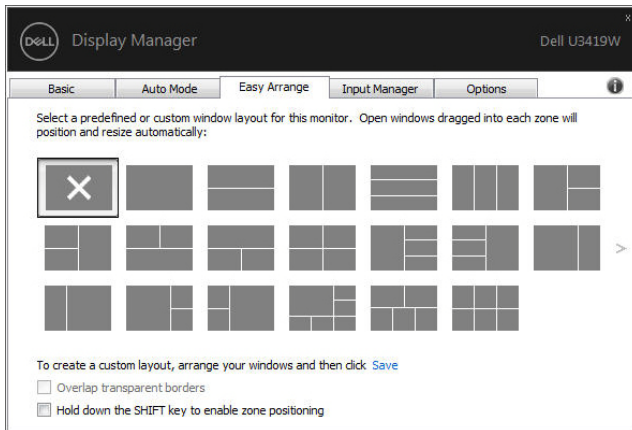 x
DELL Display Manager Dell U3419W
Basic Auto Mode Easy Arrange Input Manager Options i
Select a predefined or custom window layout for this monitor. Open windows dragged into each zone will
position and resize automatically:
>
To create a custom layout, arrange your windows and then click Save
Overlap transparent borders
Hold down the SHIFT key to enable zone positioning